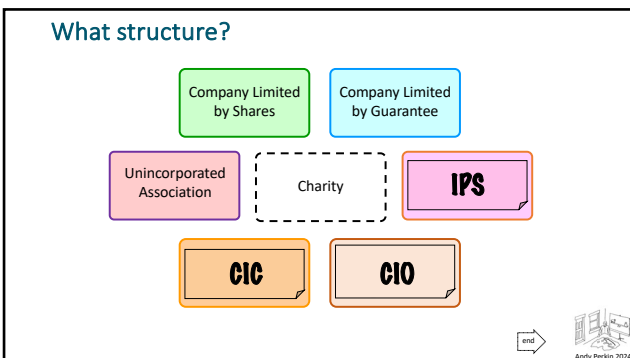 What structure?
Company Limited
by Shares
Company Limited
by Guarantee
Unincorporated
Association
Charity
IPS
CIC
CIO
end
Andy Perkin 2024